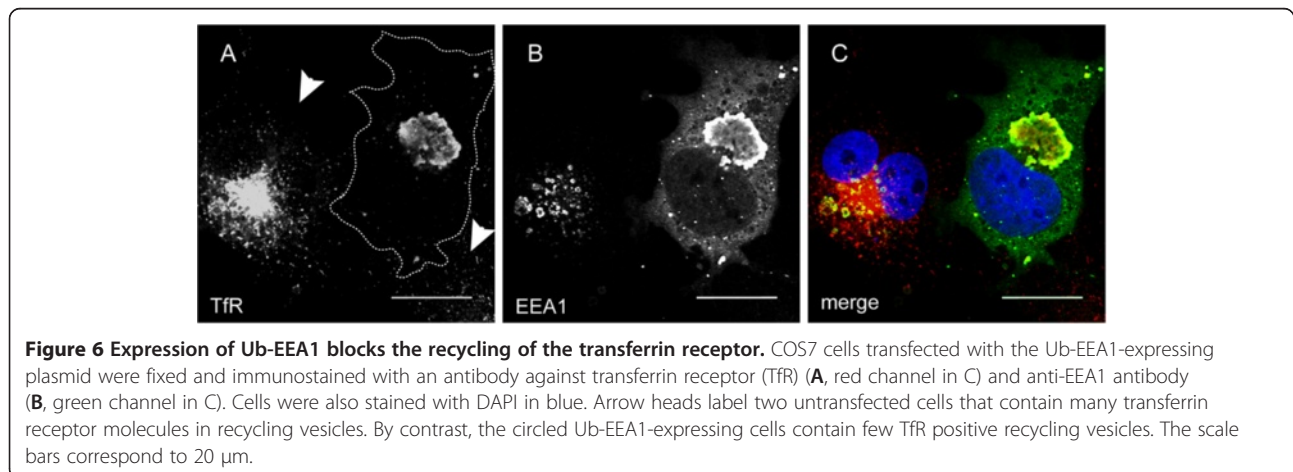 A
B
C
TfR
EEA1
merge
Figure 6 Expression of Ub-EEA1 blocks the recycling of the transferrin receptor. COS7 cells transfected with the Ub-EEA1-expressing
plasmid were fixed and immunostained with an antibody against transferrin receptor (TfR) (A, red channel in C) and anti-EEA1 antibody
(B, green channel in C). Cells were also stained with DAPI in blue. Arrow heads label two untransfected cells that contain many transferrin
receptor molecules in recycling vesicles. By contrast, the circled Ub-EEA1-expressing cells contain few TfR positive recycling vesicles. The scale
bars correspond to 20 μm.